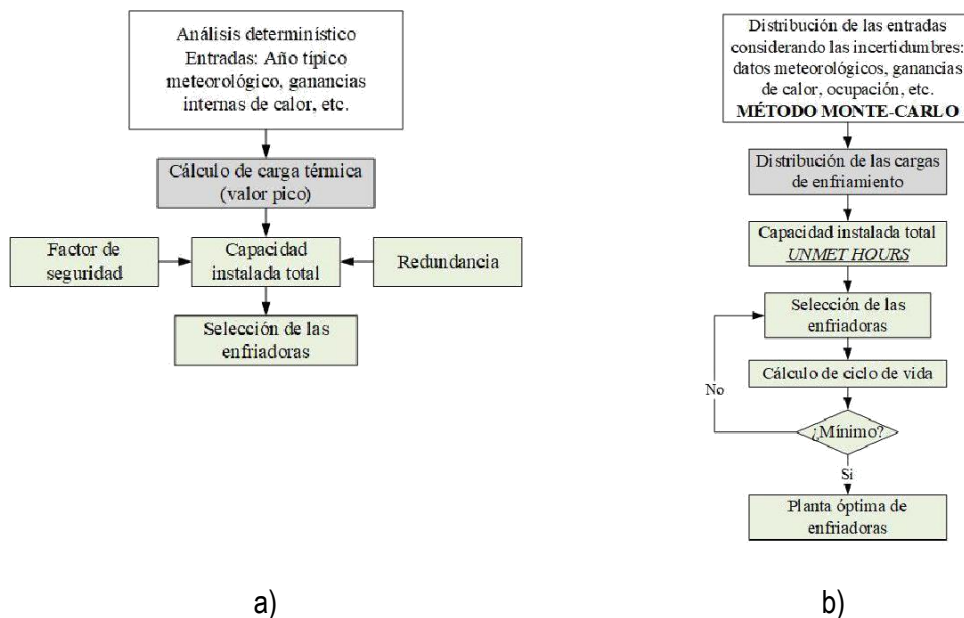 Análisis determinístico
Entradas: Año típico
meteorológico, ganancias
internas de calor, etc.
Cálculo de carga térmica
(valor pico)
Factor de
seguridad
Capacidad
instalada total
Redundancia
Selección de las
enfriadoras
a)
Distribución de las entradas
considerando las incertidumbres:
datos meteorológicos, ganancias
de calor, ocupación, etc.
MÉTODO MONTE-CARLO
Distribución de las cargas
de enfriamiento
Capacidad instalada total
UNMET HOURS
Selección de las
enfriadoras
Cálculo de ciclo de vida
No
¿Mínimo?
Si
Planta óptima de
enfriadoras
b)